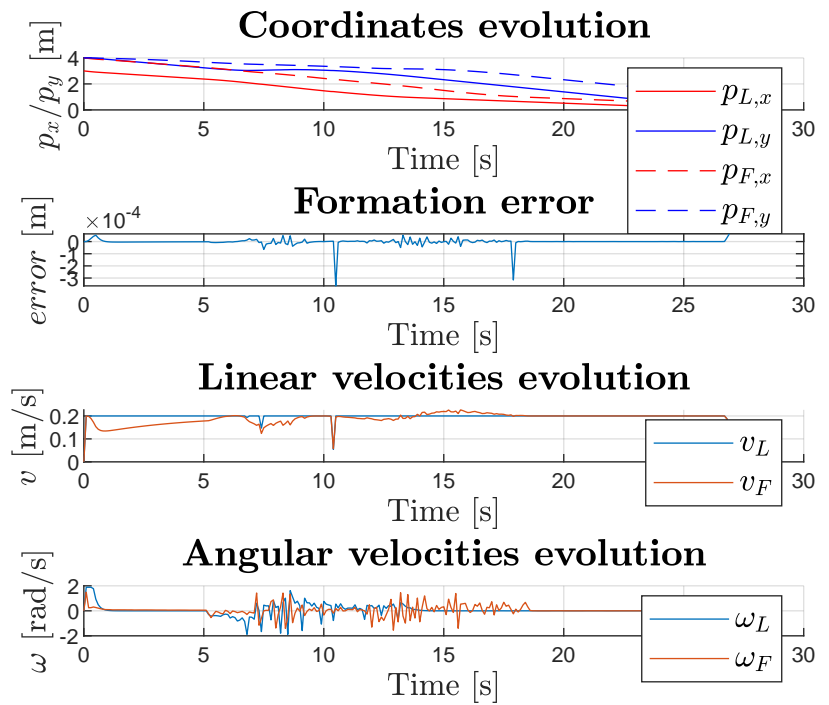 Coordinates evolution
p_x/p_y [m]
4
2
0
0 5 10 15 20 30
Time [s]
p_{L,x}
p_{L,y}
p_{F,x}
p_{F,y}
Formation error
×10^{-4}
error [m]
0
-1
-2
-3
0 5 10 15 20 25 30
Time [s]
Linear velocities evolution
v [m/s]
0.2
0.1
0
0 5 10 15 20 30
Time [s]
v_L
v_F
Angular velocities evolution
ω [rad/s]
2
0
-2
0 5 10 15 20 30
Time [s]
ω_L
ω_F